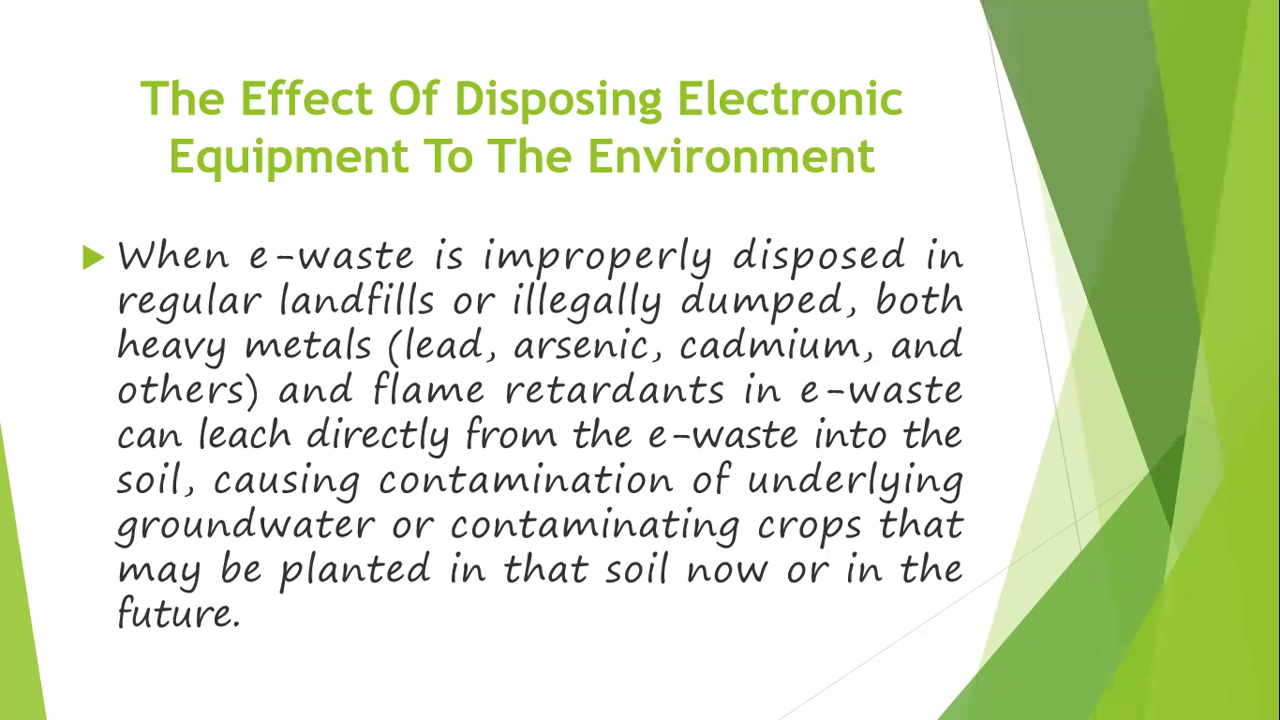 The Effect Of Disposing Electronic
Equipment To The Environment
When e-waste is improperly disposed in
regular landfills or illegally dumped, both
heavy metals (lead, arsenic, cadmium, and
others) and flame retardants in e-waste
can leach directly from the e-waste into the
soil, causing contamination of underlying
groundwater or contaminating crops that
may be planted in that soil now or in the
future.